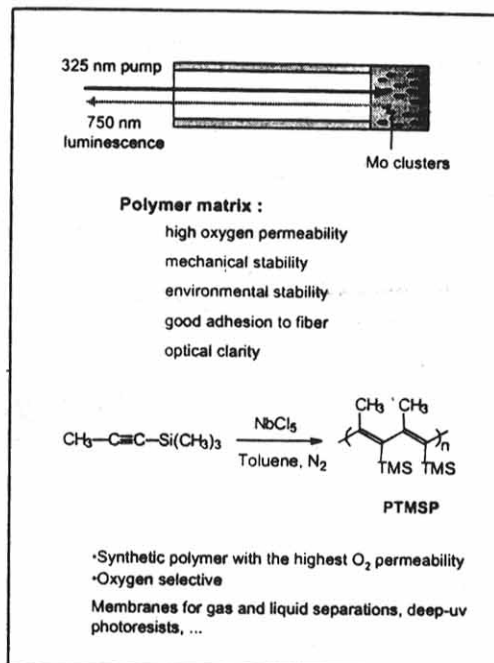 325 nm pump
750 nm
luminescence
Mo clusters
Polymer matrix :
high oxygen permeability
mechanical stability
environmental stability
good adhesion to fiber
optical clarity
CH₃–C≡C–Si(CH₃)₃
NbCl₅
Toluene, N₂
CH₃ CH₃
n
TMS TMS
PTMSP
•Synthetic polymer with the highest O₂ permeability
•Oxygen selective
Membranes for gas and liquid separations, deep-uv
photoresists, ...